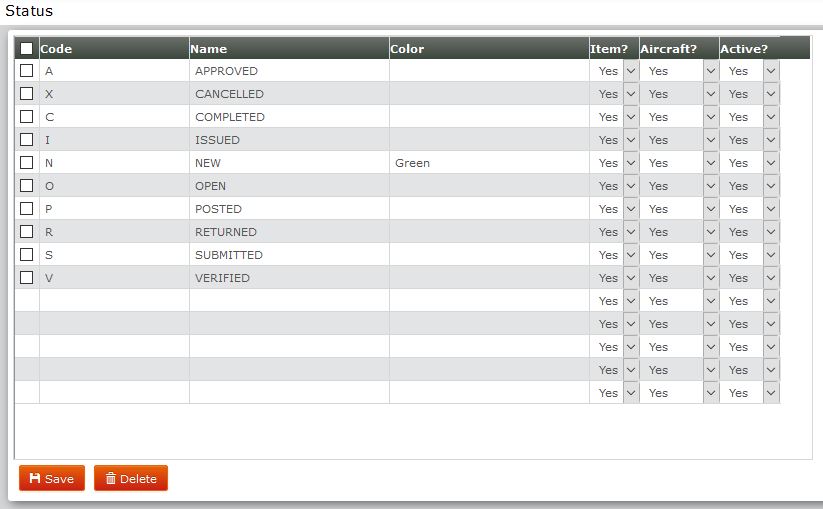 Status
Code Name Color Item? Aircraft? Active?
A APPROVED Yes Yes Yes
X CANCELLED Yes Yes Yes
C COMPLETED Yes Yes Yes
I ISSUED Yes Yes Yes
N NEW Green Yes Yes Yes
O OPEN Yes Yes Yes
P POSTED Yes Yes Yes
R RETURNED Yes Yes Yes
S SUBMITTED Yes Yes Yes
V VERIFIED Yes Yes Yes
Yes Yes Yes
Yes Yes Yes
Yes Yes Yes
Yes Yes Yes
Yes Yes Yes
Save Delete